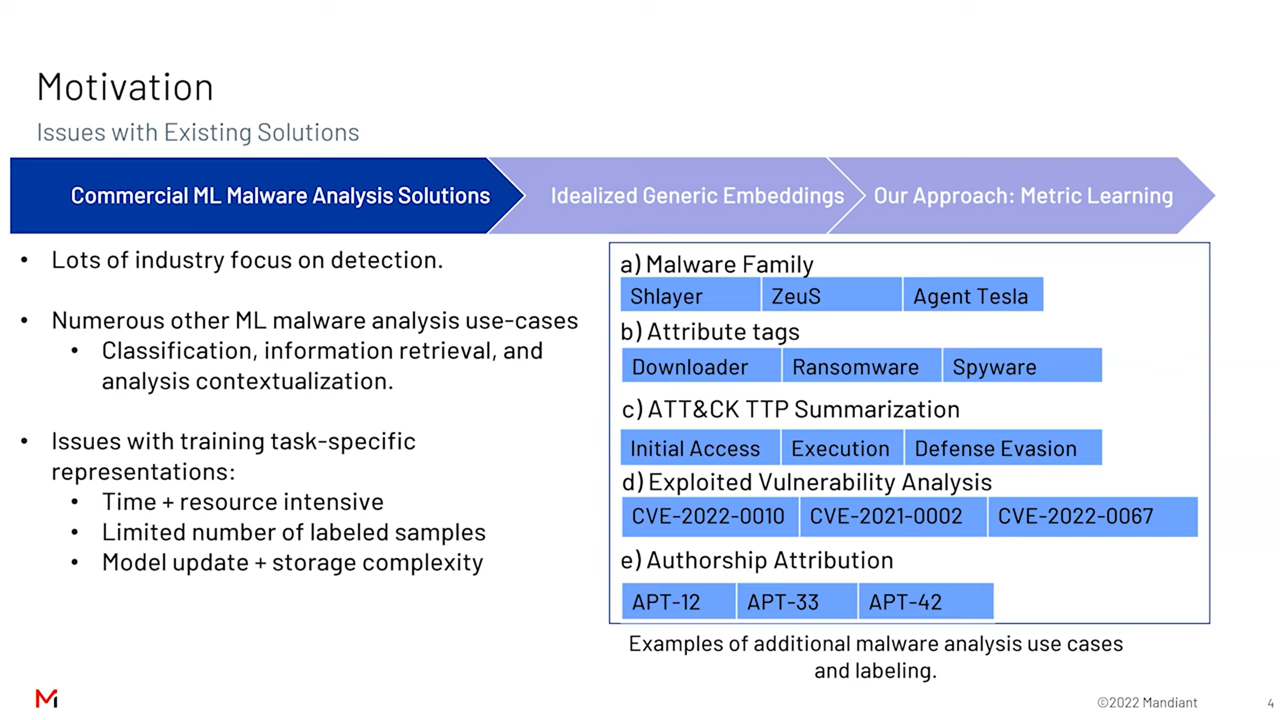 Motivation
Issues with Existing Solutions
Commercial ML Malware Analysis Solutions
Idealized Generic Embeddings
Our Approach: Metric Learning
• Lots of industry focus on detection.
• Numerous other ML malware analysis use-cases
• Classification, information retrieval, and
analysis contextualization.
• Issues with training task-specific
representations:
• Time + resource intensive
• Limited number of labeled samples
• Model update + storage complexity
a) Malware Family
Shlayer ZeuS Agent Tesla
b) Attribute tags
Downloader Ransomware Spyware
c) ATT&CK TTP Summarization
Initial Access Execution Defense Evasion
d) Exploited Vulnerability Analysis
CVE-2022-0010 CVE-2021-0002 CVE-2022-0067
e) Authorship Attribution
APT-12 APT-33 APT-42
Examples of additional malware analysis use cases
and labeling.
©2022 Mandiant
4